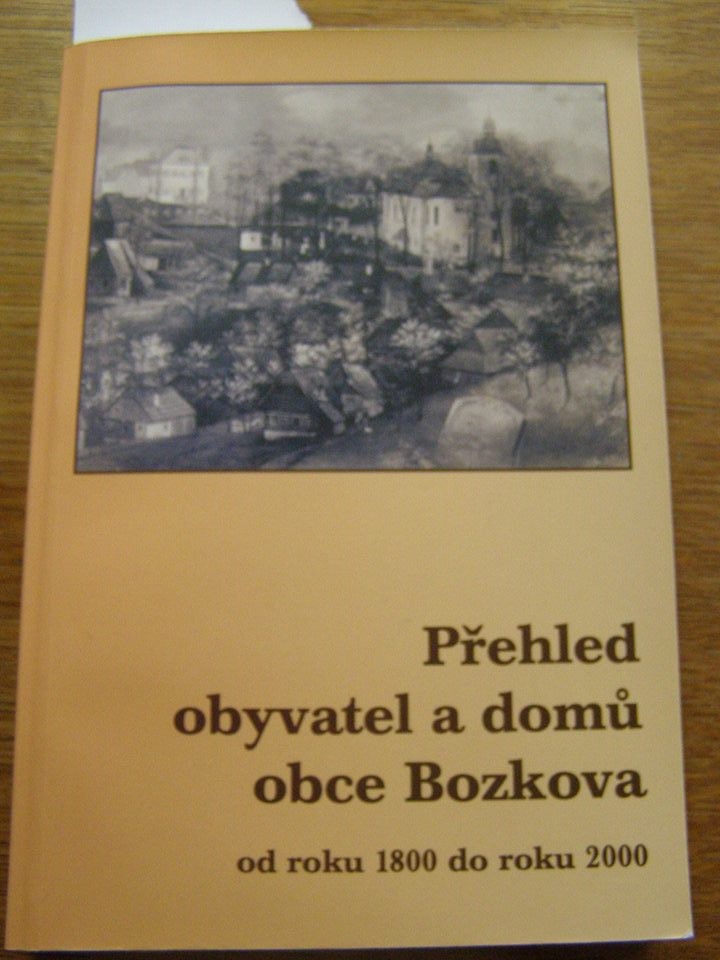 Přehled
obyvatel a domů
obce Bozkova
od roku 1800 do roku 2000